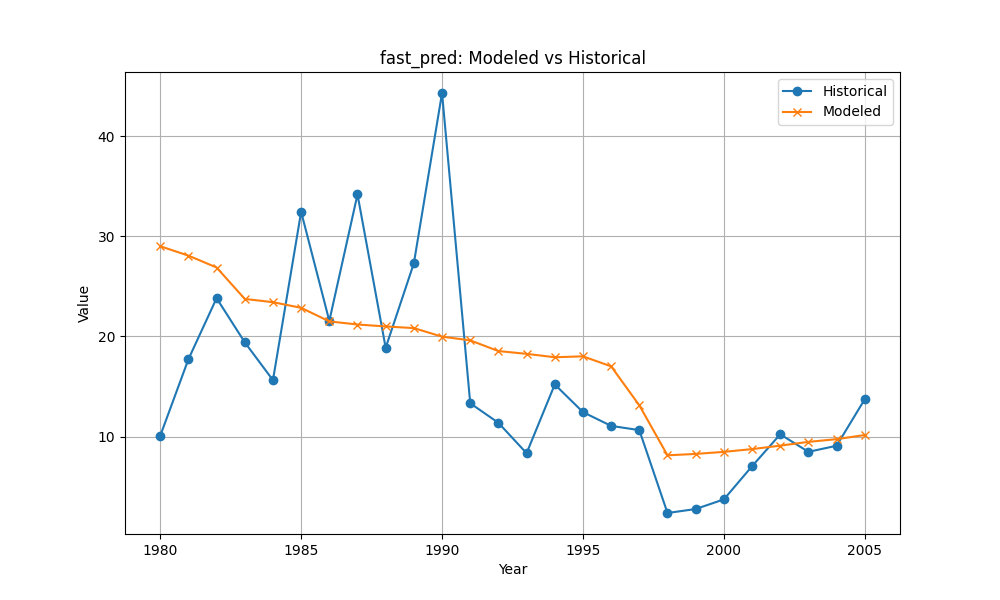 fast_pred: Modeled vs Historical
Historical
Modeled
Value
40
30
20
10
1980
1985
1990
1995
2000
2005
Year